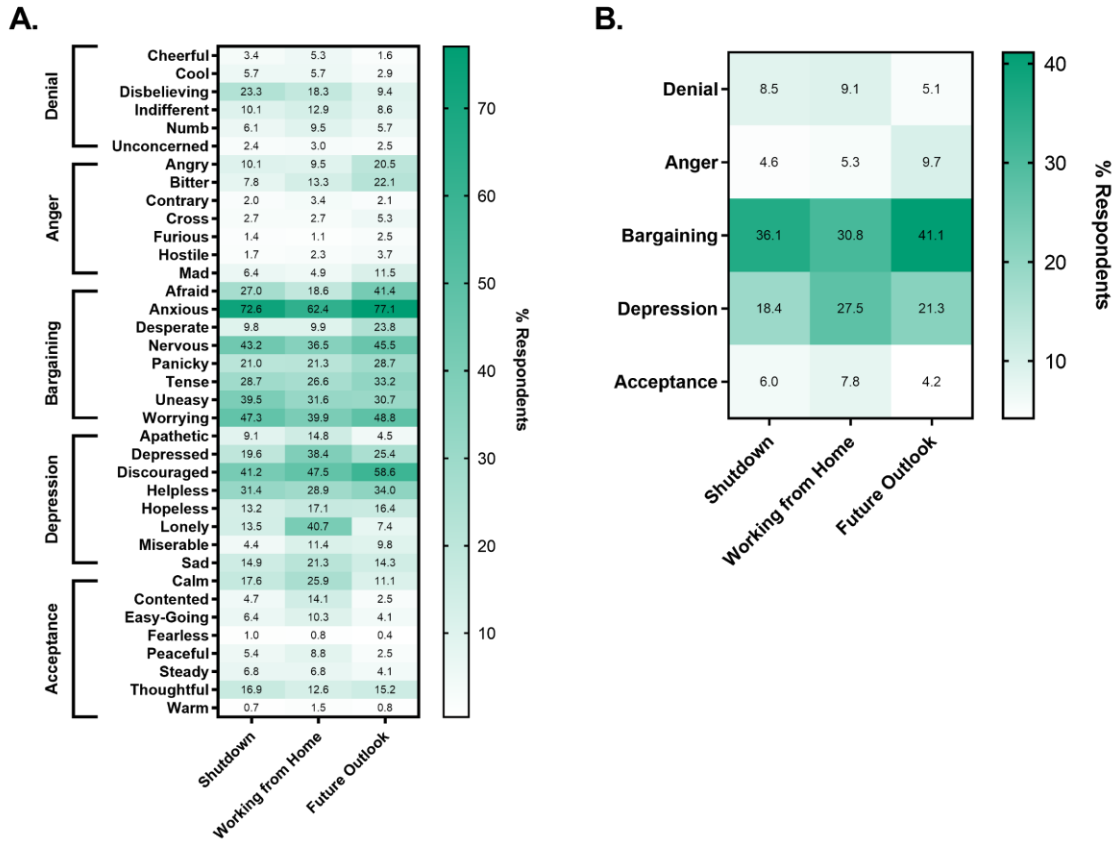 A.
Denial
Cheerful 3.4 5.3 1.6
Cool 5.7 5.7 2.9
Disbelieving 23.3 18.3 9.4
Indifferent 10.1 12.9 8.6
Numb 6.1 9.5 5.7
Unconcerned 2.4 3.0 2.5
Anger
Angry 10.1 9.5 20.5
Bitter 7.8 13.3 22.1
Contrary 2.0 3.4 2.1
Cross 2.7 2.7 5.3
Furious 1.4 1.1 2.5
Hostile 1.7 2.3 3.7
Mad 6.4 4.9 11.5
Bargaining
Afraid 27.0 18.6 41.4
Anxious 72.6 62.4 77.1
Desperate 9.8 9.9 23.8
Nervous 43.2 36.5 45.5
Panicky 21.0 21.3 28.7
Tense 28.7 26.6 33.2
Uneasy 39.5 31.6 30.7
Worrying 47.3 39.9 48.8
Depression
Apathetic 9.1 14.8 4.5
Depressed 19.6 38.4 25.4
Discouraged 41.2 47.5 58.6
Helpless 31.4 28.9 34.0
Hopeless 13.2 17.1 16.4
Lonely 13.5 40.7 7.4
Miserable 4.4 11.4 9.8
Sad 14.9 21.3 14.3
Acceptance
Calm 17.6 25.9 11.1
Contented 4.7 14.1 2.5
Easy-Going 6.4 10.3 4.1
Fearless 1.0 0.8 0.4
Peaceful 5.4 8.8 2.5
Steady 6.8 6.8 4.1
Thoughtful 16.9 12.6 15.2
Warm 0.7 1.5 0.8
Shutdown
Working from Home
Future Outlook
70
60
50
40
30
20
10
% Respondents
B.
Denial 8.5 9.1 5.1
Anger 4.6 5.3 9.7
Bargaining 36.1 30.8 41.1
Depression 18.4 27.5 21.3
Acceptance 6.0 7.8 4.2
Shutdown
Working from Home
Future Outlook
40
30
20
10
% Respondents